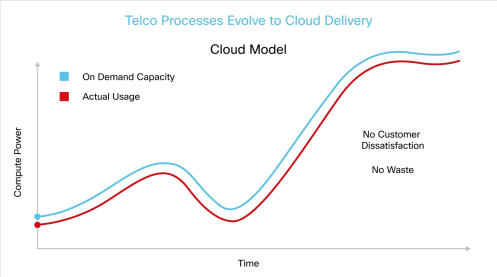 Telco Processes Evolve to Cloud Delivery
Cloud Model
On Demand Capacity
Actual Usage
Compute Power
No Customer
Dissatisfaction
No Waste
Time